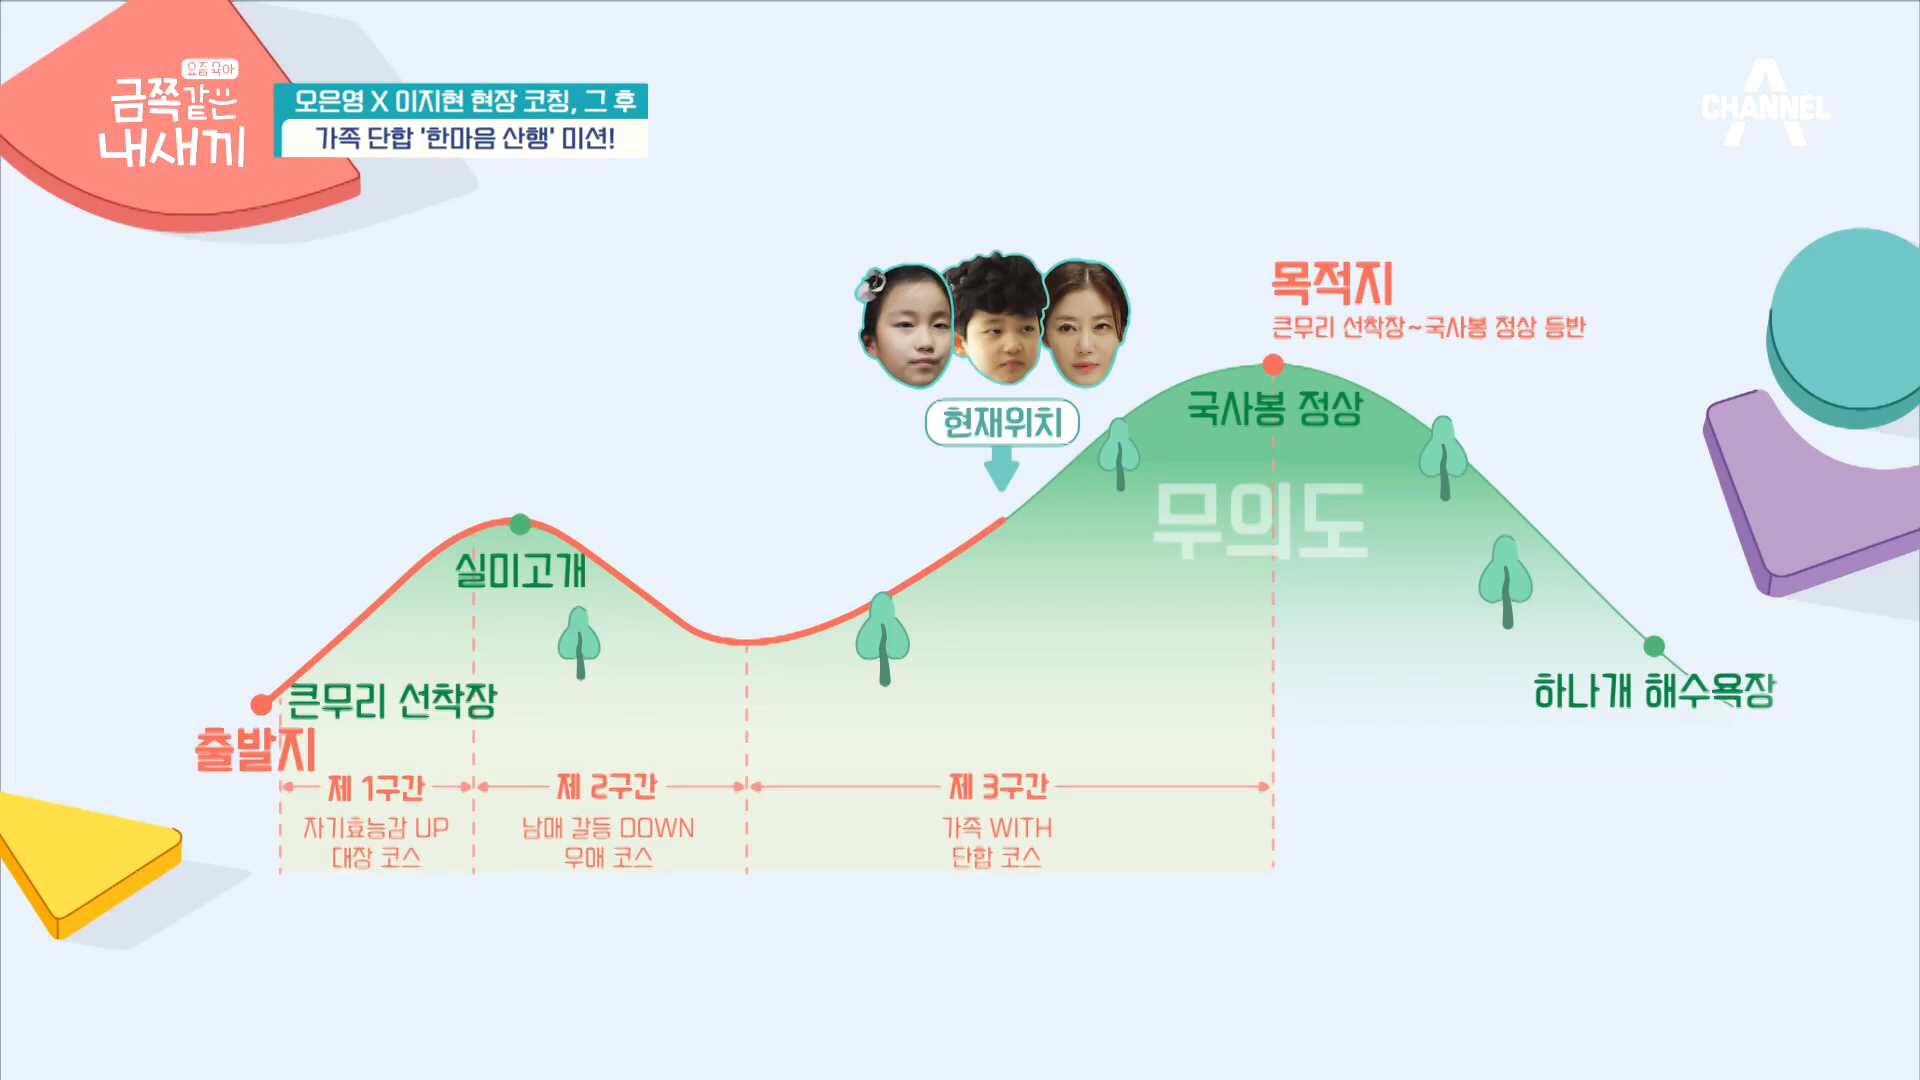 요즘 육아
금쪽같은
내새끼
모은영 X 이지현 현장 코칭, 그 후
가족 단합 '한마음 산행' 미션!
CHANNEL A
목적지
큰무리 선착장~국사봉 정상 등반
현재위치
국사봉 정상
무의도
실미고개
큰무리 선착장
출발지
하나개 해수욕장
제 1구간
자기효능감 UP
대장 코스
제 2구간
남매 갈등 DOWN
우애 코스
제 3구간
가족 WITH
단합 코스